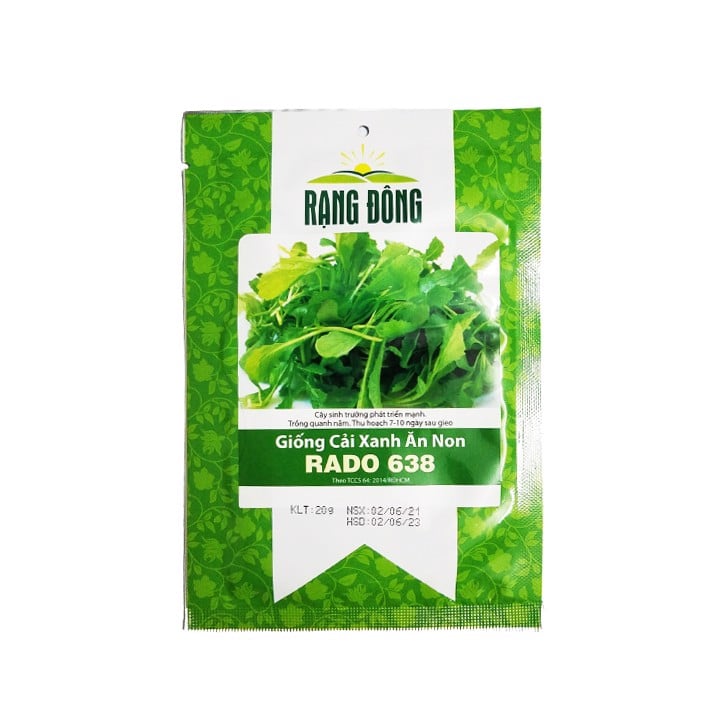 RẠNG ĐÔNG
Cây sinh trưởng phát triển mạnh.
Trồng quanh năm. Thu hoạch 7-10 ngày sau gieo
Giống Cải Xanh Ăn Non
RADO 638
Theo TCCS 64: 2014/RĐHCM
KLT:20g NSX:02/06/21
HSD:02/06/23